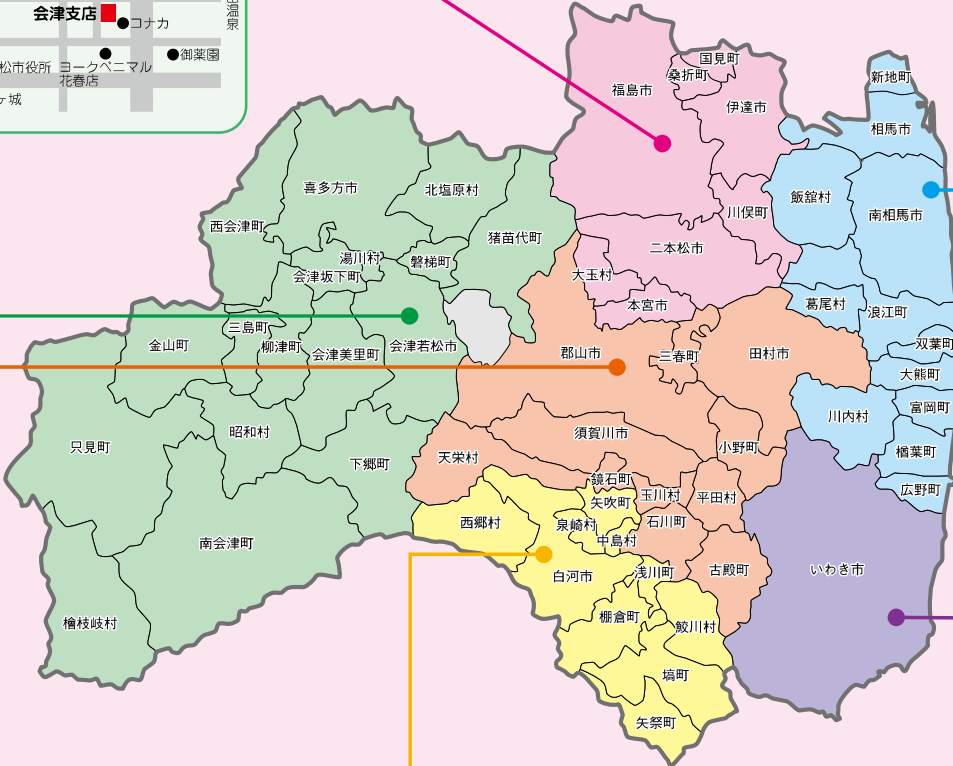 会津支店
コナカ
温泉
松市役所
ヨークベニマル
花春店
御薬園
ヶ城
福島市
桑折町
国見町
伊達市
新地町
相馬市
飯舘村
南相馬市
川俣町
二本松市
大玉村
本宮市
喜多方市
北塩原村
西会津町
猪苗代町
湯川村
磐梯町
会津坂下町
三島町
柳津町
会津美里町
会津若松市
金山町
昭和村
只見町
下郷町
南会津町
檜枝岐村
郡山市
三春町
田村市
須賀川市
小野町
天栄村
鏡石町
玉川村
平田村
石川町
古殿町
葛尾村
浪江町
双葉町
大熊町
富岡町
川内村
楢葉町
広野町
西郷村
矢吹町
泉崎村
中島村
白河市
浅川町
棚倉町
鮫川村
塙町
矢祭町
いわき市